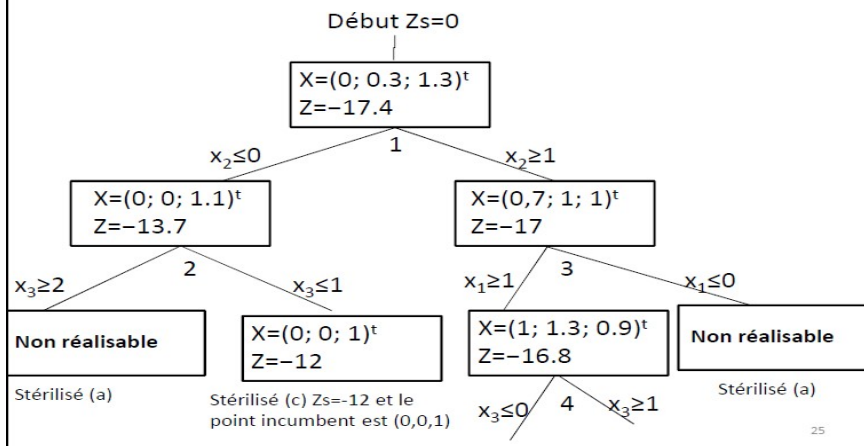 Début Zs=0
X=(0; 0.3; 1.3)ᵗ
Z=−17.4
1
x₂≤0
x₂≥1
X=(0; 0; 1.1)ᵗ
Z=−13.7
X=(0,7; 1; 1)ᵗ
Z=−17
2
3
x₃≥2
x₃≤1
x₁≥1
x₁≤0
Non réalisable
X=(0; 0; 1)ᵗ
Z=−12
X=(1; 1.3; 0.9)ᵗ
Z=−16.8
Non réalisable
Stérilisé (a)
Stérilisé (c) Zs=-12 et le
point incumbent est (0,0,1)
Stérilisé (a)
x₃≤0
4
x₃≥1
25